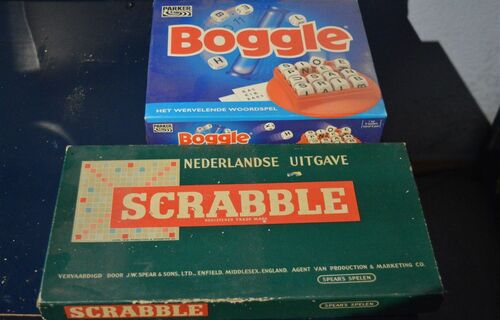 PARKER
Boggle
HET WERVELENDE WOORDSPEL
PARKER
Boggle
NEDERLANDSE UITGAVE
SCRABBLE
REGISTERED TRADE MARK
VERVAARDIGD DOOR J.W. SPEAR & SONS, LTD., ENFIELD, MIDDLESEX, ENGLAND. AGENT VAN PRODUCTION & MARKETING CO.
SPEAR'S SPELEN
SCRABBLE
SPEAR'S SPELEN